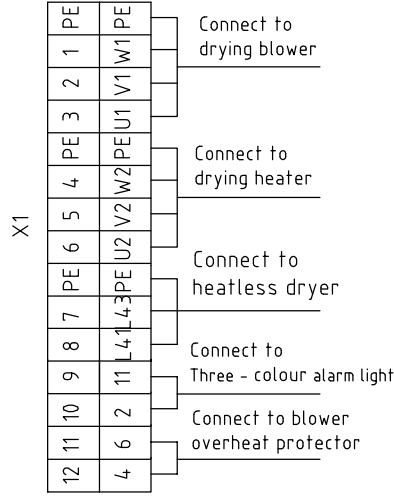 X1
PE PE
1 W1
2 V1
3 U1
PE PE
4 W2
5 V2
6 U2
PE PE
7 L43
8 L41
9 11
10 2
11 6
12 4
Connect to
drying blower
Connect to
drying heater
Connect to
heatless dryer
Connect to
Three - colour alarm light
Connect to blower
overheat protector